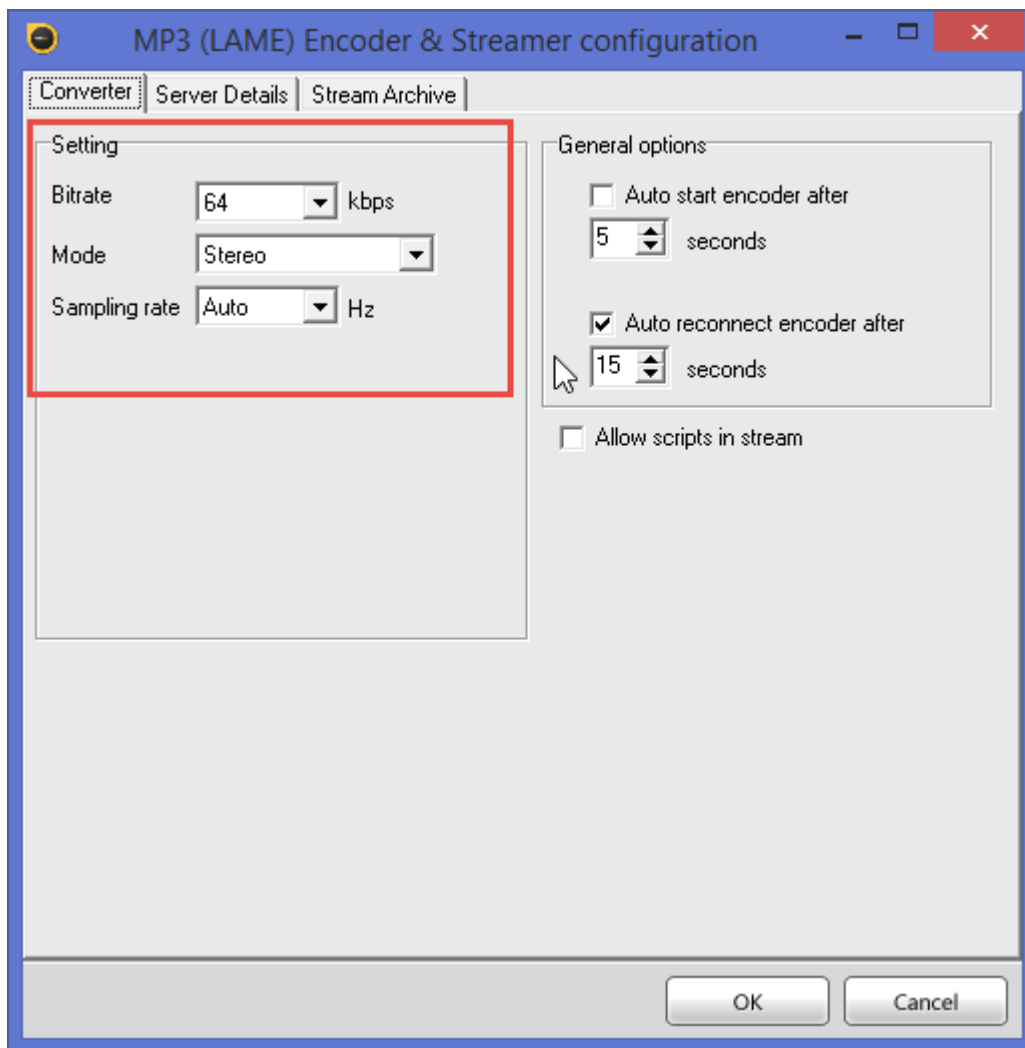 MP3 (LAME) Encoder & Streamer configuration
Converter Server Details Stream Archive
Setting
Bitrate 64 kbps
Mode Stereo
Sampling rate Auto Hz
General options
Auto start encoder after
5 seconds
Auto reconnect encoder after
15 seconds
Allow scripts in stream
OK Cancel